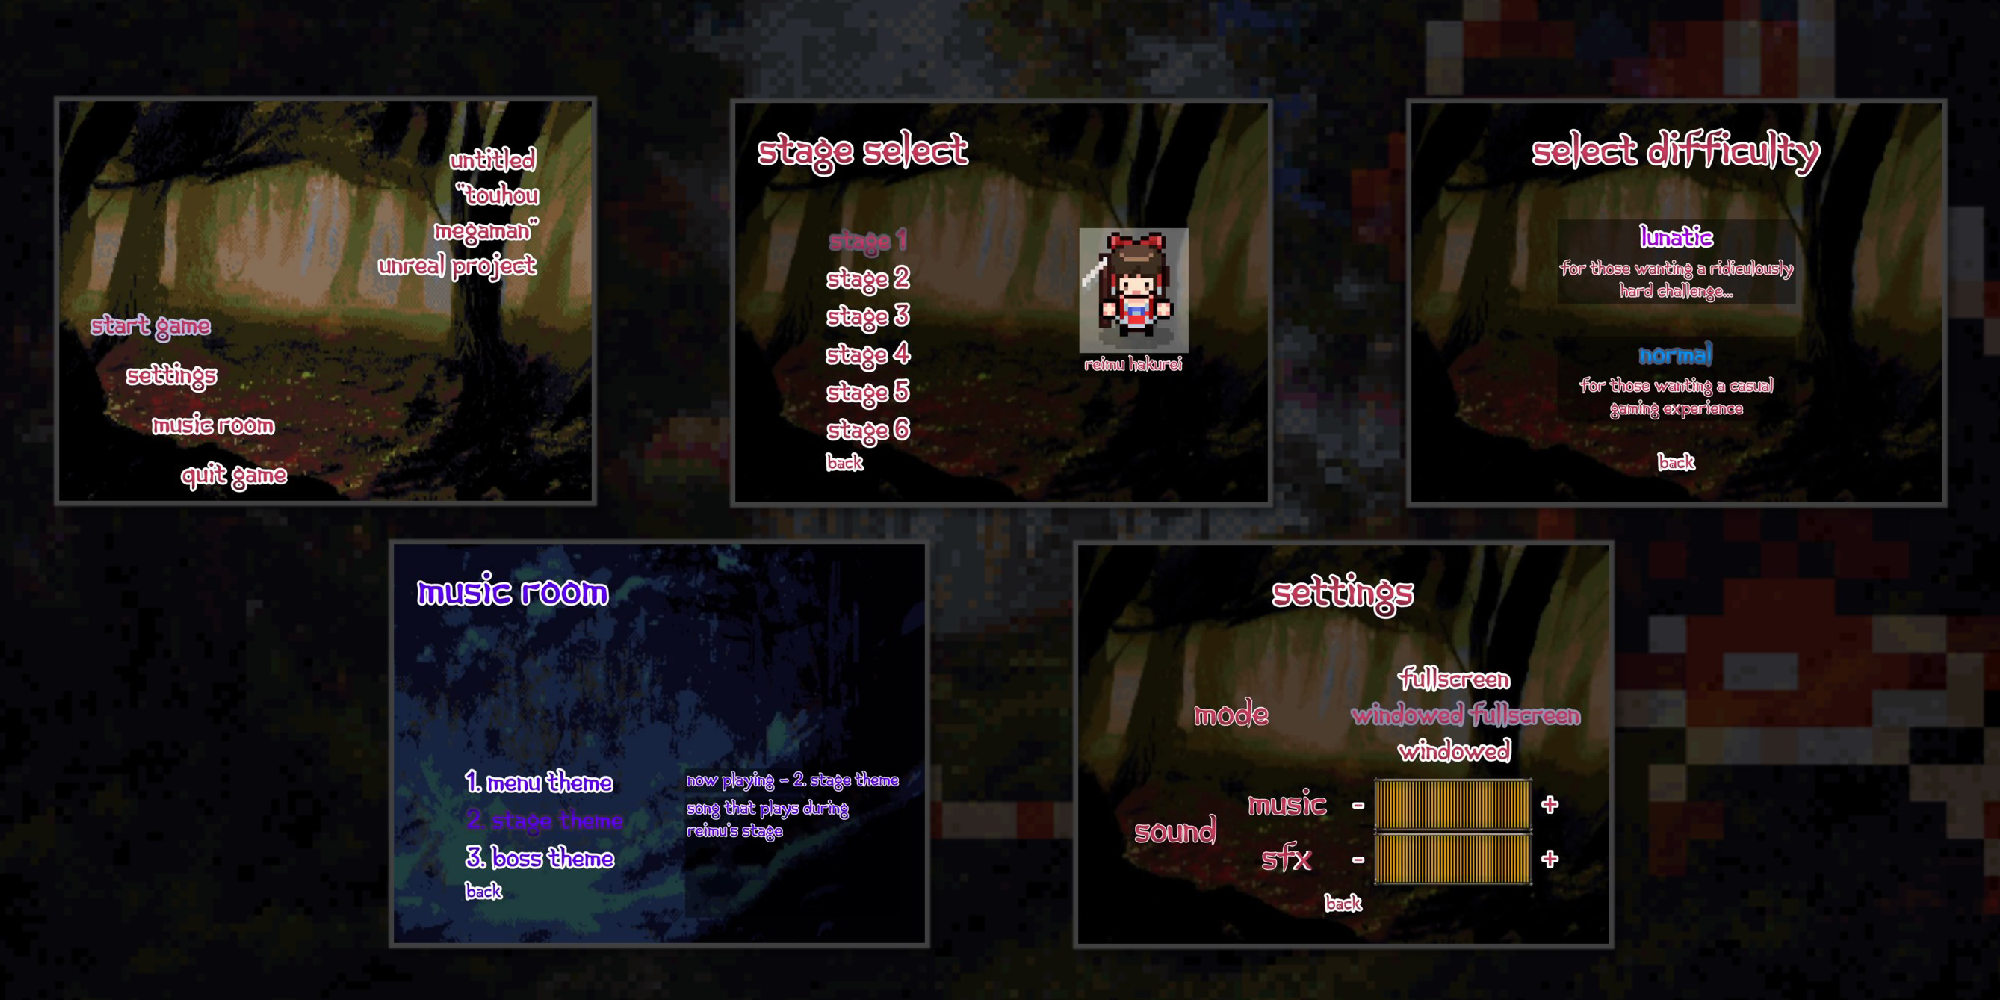 untitled
"touhou
megaman"
unreal project
start game
settings
music room
quit game
stage select
stage 1
stage 2
stage 3
stage 4
stage 5
stage 6
back
reimu hakurei
select difficulty
lunatic
for those wanting a ridiculously
hard challenge...
normal
for those wanting a casual
gaming experience
back
music room
1. menu theme
2. stage theme
3. boss theme
back
now playing - 2. stage theme
song that plays during
reimu's stage
settings
mode
fullscreen
windowed fullscreen
windowed
sound
music - +
sfx - +
back